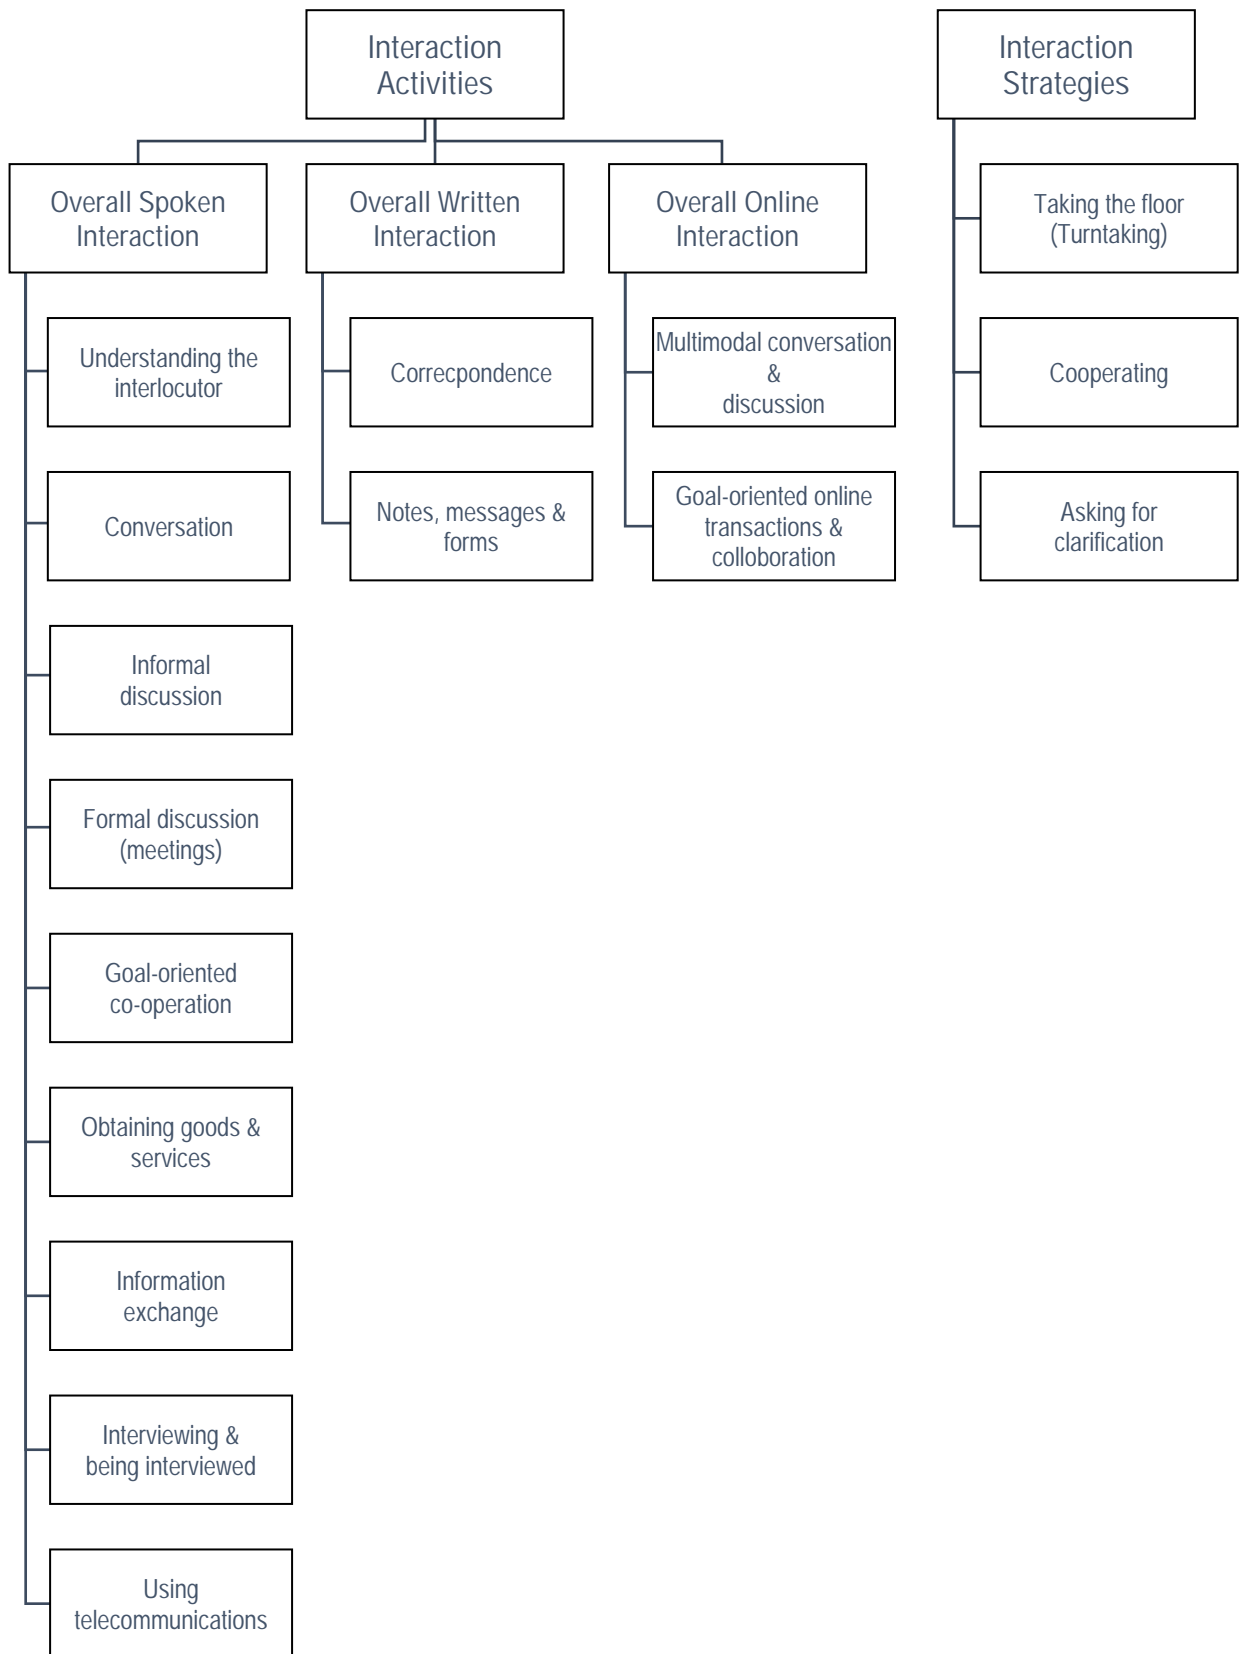 Interaction
Activities
Overall Spoken
Interaction
Understanding the
interlocutor
Conversation
Informal
discussion
Formal discussion
(meetings)
Goal-oriented
co-operation
Obtaining goods &
services
Information
exchange
Interviewing &
being interviewed
Using
telecommunications
Overall Written
Interaction
Correcpondence
Notes, messages &
forms
Overall Online
Interaction
Multimodal conversation
&
discussion
Goal-oriented online
transactions &
colloboration
Interaction
Strategies
Taking the floor
(Turntaking)
Cooperating
Asking for
clarification